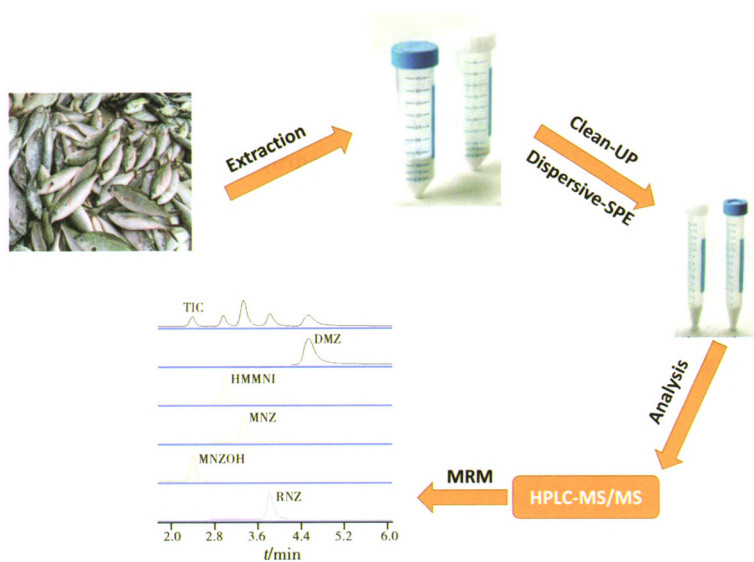 Extraction
Clean-UP
Dispersive-SPE
Analysis
HPLC-MS/MS
MRM
TIC
DMZ
HMMNI
MNZ
MNZOH
RNZ
2.0 2.8 3.6 4.4 5.2 6.0
t/min